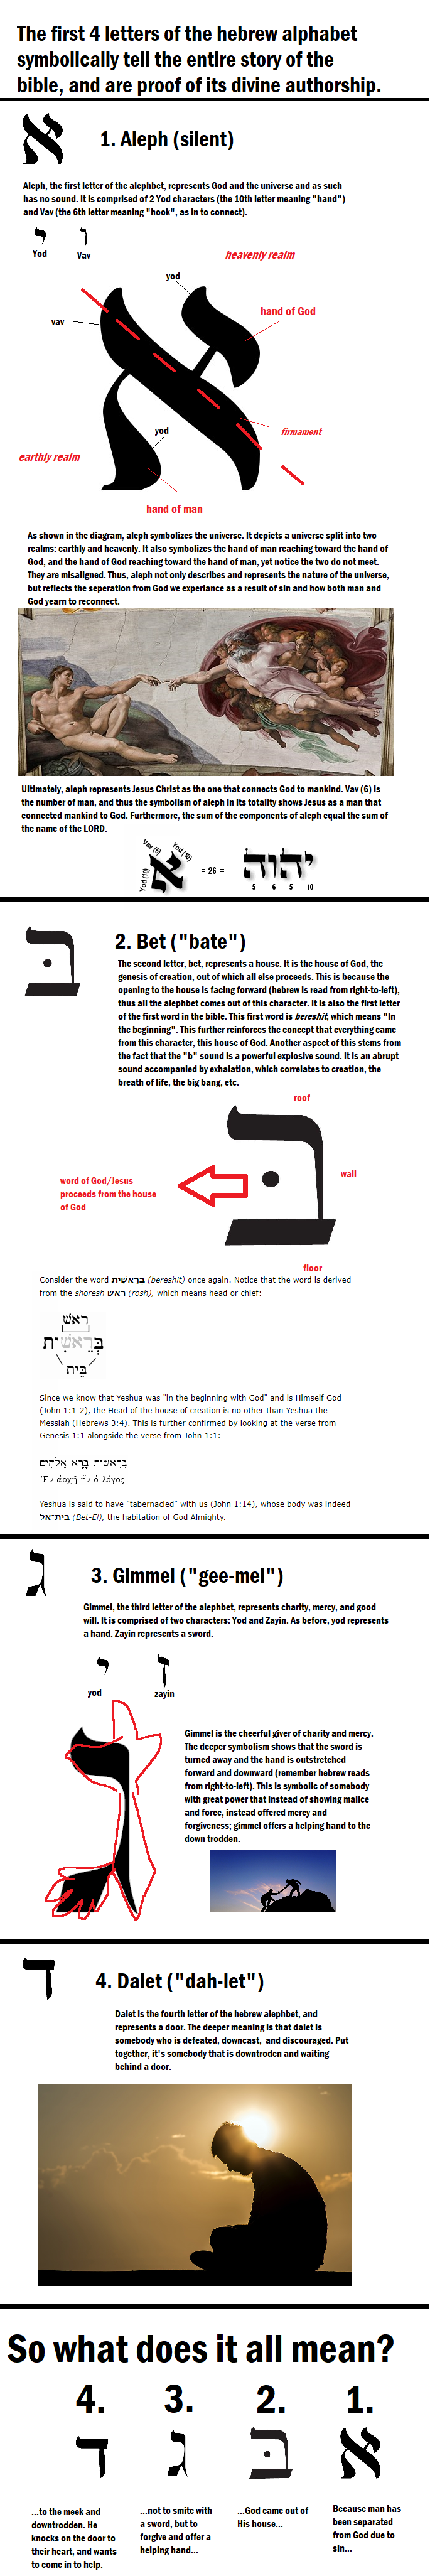 The first 4 letters of the hebrew alphabet
symbolically tell the entire story of the
bible, and are proof of its divine authorship.
א
1. Aleph (silent)
Aleph, the first letter of the alephbet, represents God and the universe and as such
has no sound. It is comprised of 2 Yod characters (the 10th letter meaning "hand")
and Vav (the 6th letter meaning "hook", as in to connect).
י ו
Yod Vav
heavenly realm
yod
hand of God
vav
א
firmament
yod
earthly realm
hand of man
As shown in the diagram, aleph symbolizes the universe. It depicts a universe split into two
realms: earthly and heavenly. It also symbolizes the hand of man reaching toward the hand of
God, and the hand of God reaching toward the hand of man, yet notice the two do not meet.
They are misaligned. Thus, aleph not only describes and represents the nature of the universe,
but reflects the seperation from God we experiance as a result of sin and how both man and
God yearn to reconnect.
Ultimately, aleph represents Jesus Christ as the one that connects God to mankind. Vav (6) is
the number of man, and thus the symbolism of aleph in its totality shows Jesus as a man that
connected mankind to God. Furthermore, the sum of the components of aleph equal the sum of
the name of the LORD.
Vav (6) Yod (10)
Yod (10) א = 26 = יהוה
5 6 5 10
בּ
2. Bet ("bate")
The second letter, bet, represents a house. It is the house of God, the
genesis of creation, out of which all else proceeds. This is because the
opening to the house is facing forward (hebrew is read from right-to-left),
thus all the alephbet comes out of this character. It is also the first letter
of the first word in the bible. This first word is bereshit, which means "In
the beginning". This further reinforces the concept that everything came
from this character, this house of God. Another aspect of this stems from
the fact that the "b" sound is a powerful explosive sound. It is an abrupt
sound accompanied by exhalation, which correlates to creation, the
breath of life, the big bang, etc.
roof
בּ
wall
word of God/Jesus
proceeds from the house
of God
floor
Consider the word בְּרֵאשִׁית (bereshit) once again. Notice that the word is derived
from the shoresh ראשׁ (rosh), which means head or chief:
ראשׁ
בְּרֵאשִׁית
בַּיִת
Since we know that Yeshua was "in the beginning with God" and is Himself God
(John 1:1-2), the Head of the house of creation is no other than Yeshua the
Messiah (Hebrews 3:4). This is further confirmed by looking at the verse from
Genesis 1:1 alongside the verse from John 1:1:
בְּרֵאשִׁית בָּרָא אֱלֹהִים
Ἐν ἀρχῇ ἦν ὁ λόγος
Yeshua is said to have "tabernacled" with us (John 1:14), whose body was indeed
בֵּית־אֵל (Bet-El), the habitation of God Almighty.
ג
3. Gimmel ("gee-mel")
Gimmel, the third letter of the alephbet, represents charity, mercy, and good
will. It is comprised of two characters: Yod and Zayin. As before, yod represents
a hand. Zayin represents a sword.
י ז
yod zayin
ג
Gimmel is the cheerful giver of charity and mercy.
The deeper symbolism shows that the sword is
turned away and the hand is outstretched
forward and downward (remember hebrew reads
from right-to-left). This is symbolic of somebody
with great power that instead of showing malice
and force, instead offered mercy and
forgiveness; gimmel offers a helping hand to the
down trodden.
ד
4. Dalet ("dah-let")
Dalet is the fourth letter of the hebrew alephbet, and
represents a door. The deeper meaning is that dalet is
somebody who is defeated, downcast, and discouraged. Put
together, it's somebody that is downtroden and waiting
behind a door.
So what does it all mean?
4. 3. 2. 1.
ד ג בּ א
Because man has
been separated
from God due to
sin...
...God came out of
His house...
...not to smite with
a sword, but to
forgive and offer a
helping hand...
...to the meek and
downtrodden. He
knocks on the door to
their heart, and wants
to come in to help.